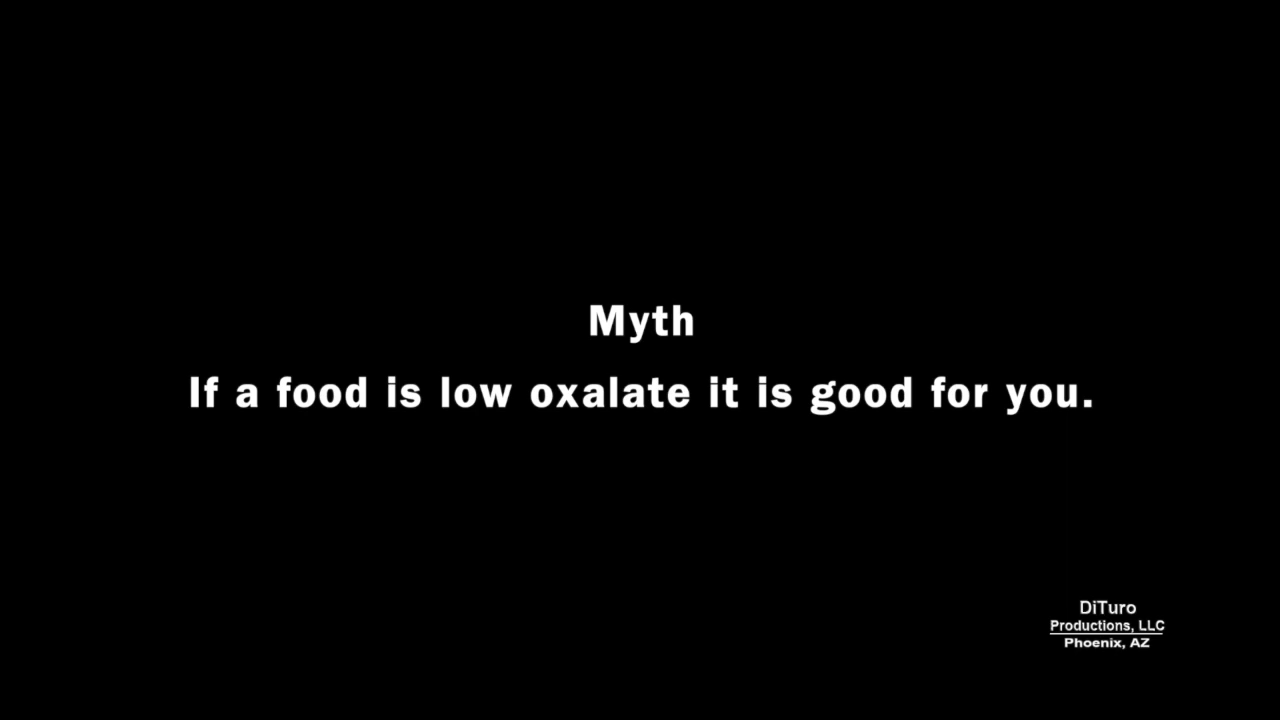 Myth
If a food is low oxalate it is good for you.
DiTuro
Productions, LLC
Phoenix, AZ